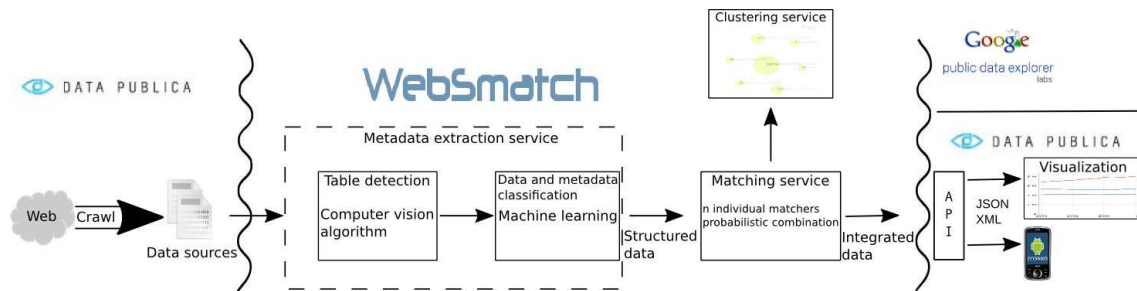 DATA PUBLICA
Web
Crawl
Data sources
WebSmatch
Metadata extraction service
Table detection
Computer vision
algorithm
Data and metadata
classification
Machine learning
Structured
data
Clustering service
Matching service
n individual matchers
probabilistic combination
Integrated
data
Google
public data explorer
labs
DATA PUBLICA
API
JSON
XML
Visualization